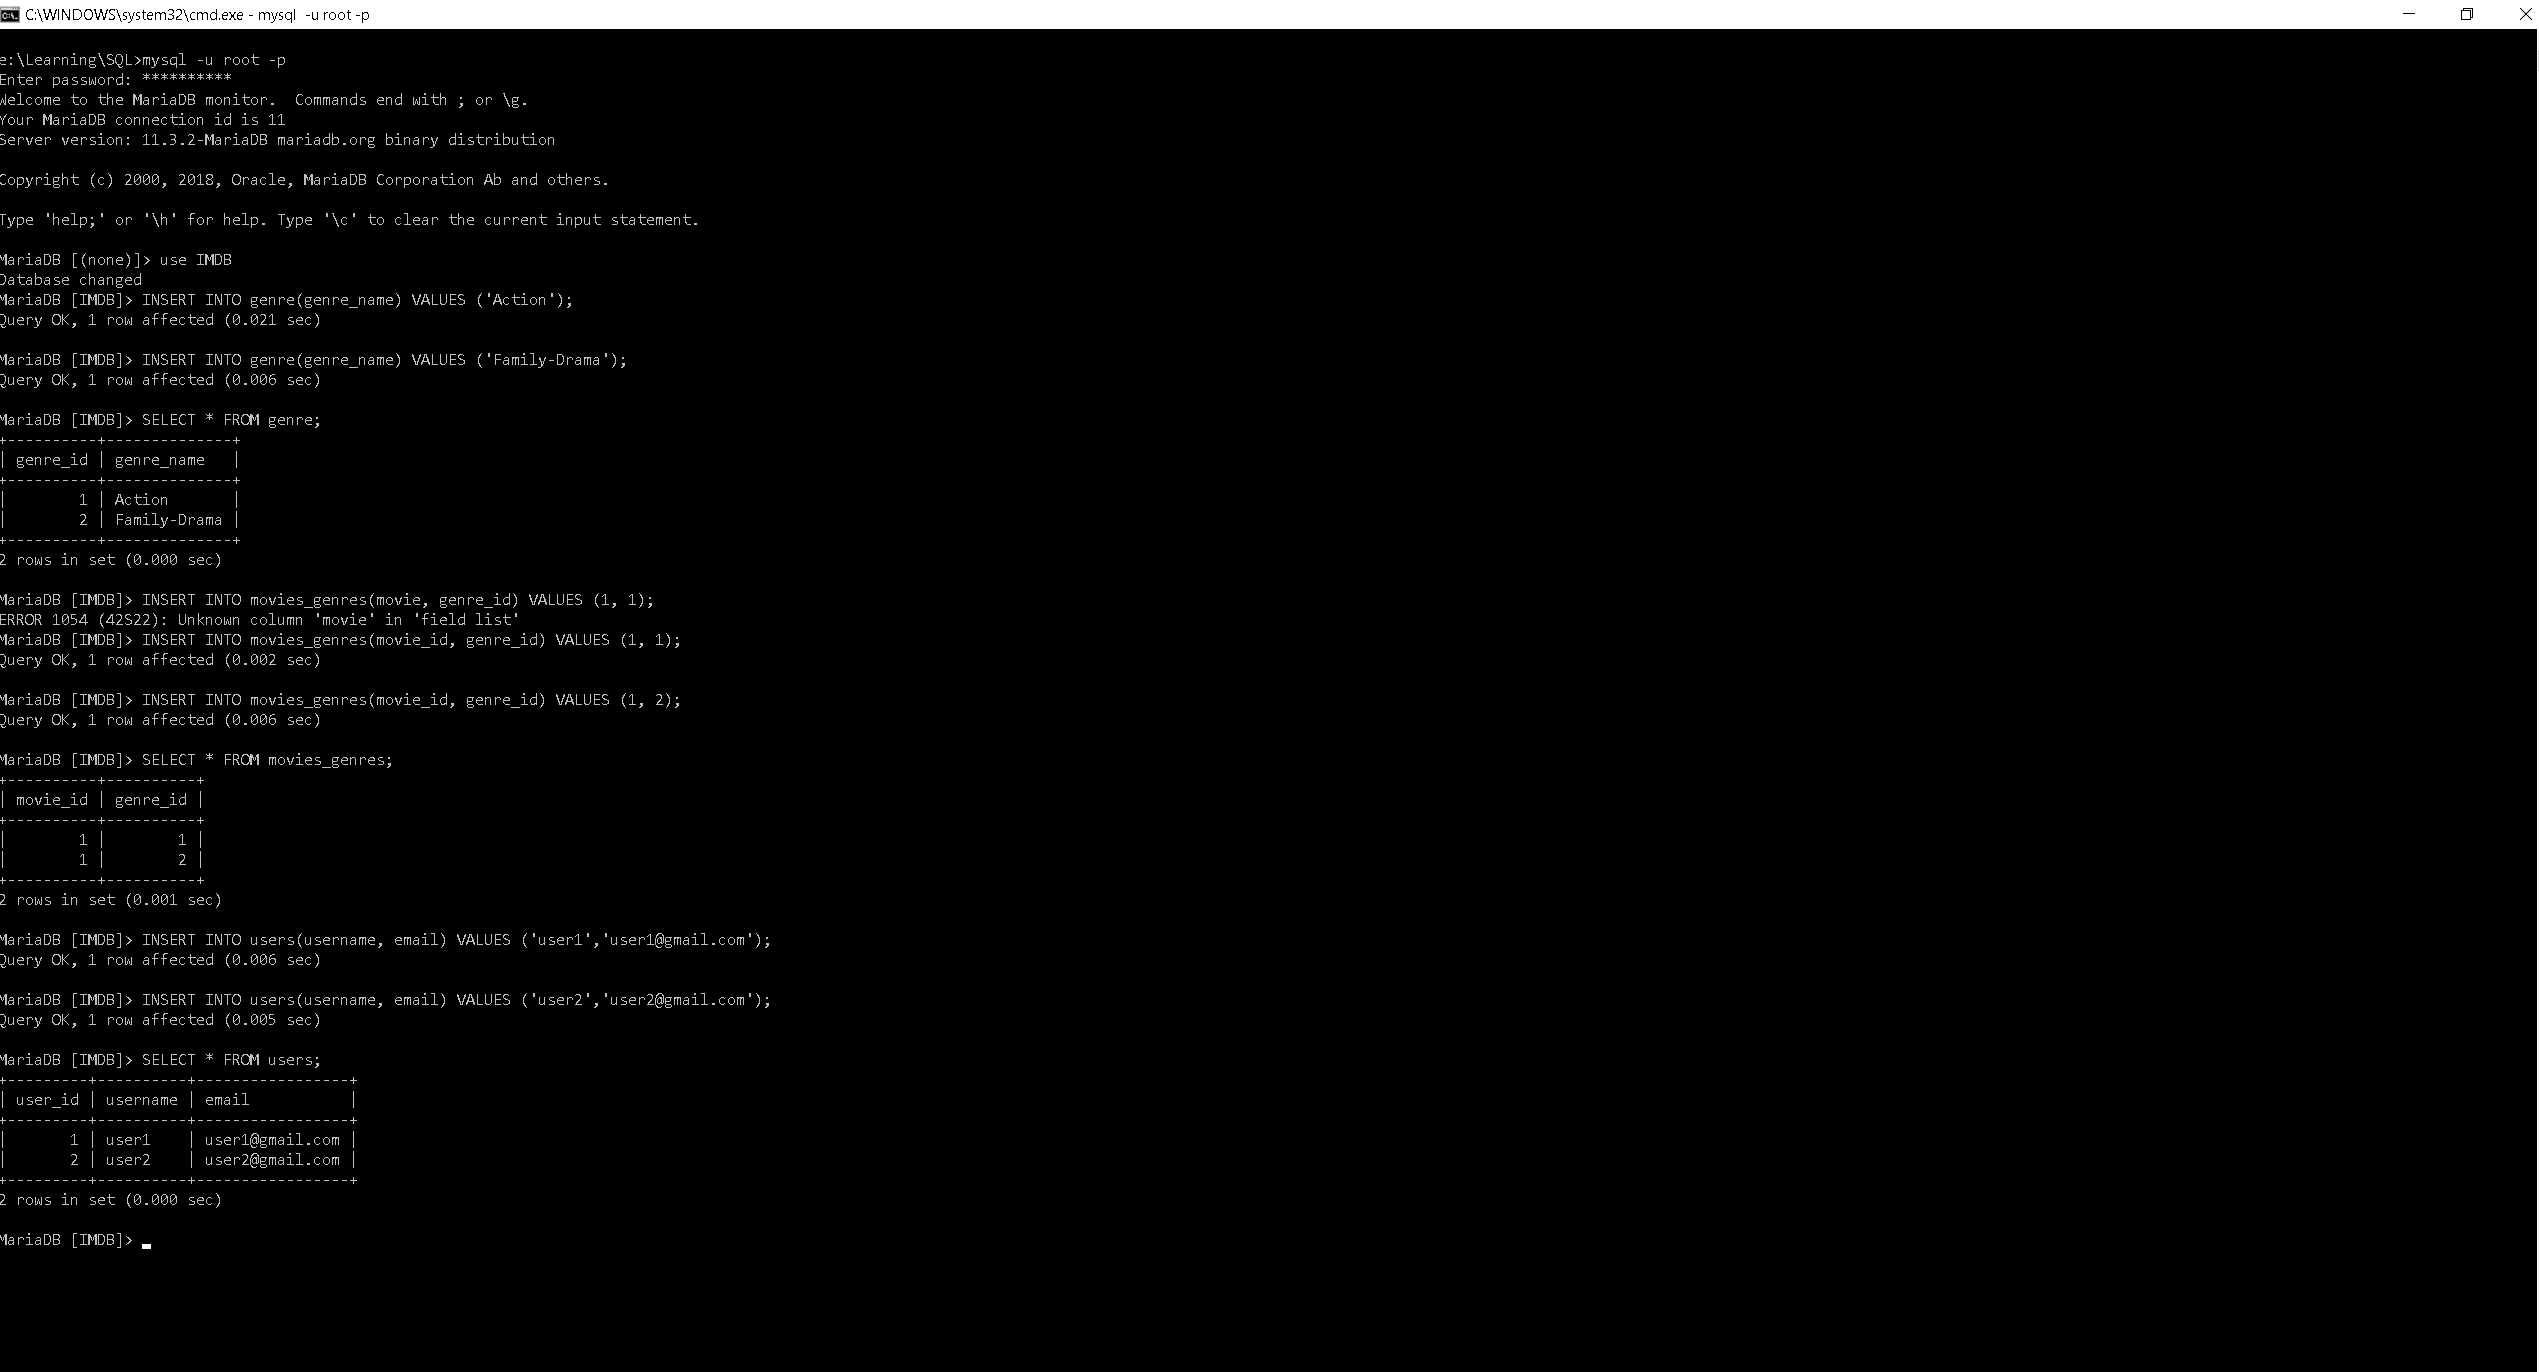 C:\WINDOWS\system32\cmd.exe - mysql  -u root -p
e:\Learning\SQL>mysql -u root -p
Enter password: **********
Welcome to the MariaDB monitor.  Commands end with ; or \g.
Your MariaDB connection id is 11
Server version: 11.3.2-MariaDB mariadb.org binary distribution
Copyright (c) 2000, 2018, Oracle, MariaDB Corporation Ab and others.
Type 'help;' or '\h' for help. Type '\c' to clear the current input statement.
MariaDB [(none)]> use IMDB
Database changed
MariaDB [IMDB]> INSERT INTO genre(genre_name) VALUES ('Action');
Query OK, 1 row affected (0.021 sec)
MariaDB [IMDB]> INSERT INTO genre(genre_name) VALUES ('Family-Drama');
Query OK, 1 row affected (0.006 sec)
MariaDB [IMDB]> SELECT * FROM genre;
+----------+--------------+
| genre_id | genre_name   |
+----------+--------------+
|        1 | Action       |
|        2 | Family-Drama |
+----------+--------------+
2 rows in set (0.000 sec)
MariaDB [IMDB]> INSERT INTO movies_genres(movie, genre_id) VALUES (1, 1);
ERROR 1054 (42S22): Unknown column 'movie' in 'field list'
MariaDB [IMDB]> INSERT INTO movies_genres(movie_id, genre_id) VALUES (1, 1);
Query OK, 1 row affected (0.002 sec)
MariaDB [IMDB]> INSERT INTO movies_genres(movie_id, genre_id) VALUES (1, 2);
Query OK, 1 row affected (0.006 sec)
MariaDB [IMDB]> SELECT * FROM movies_genres;
+----------+----------+
| movie_id | genre_id |
+----------+----------+
|        1 |        1 |
|        1 |        2 |
+----------+----------+
2 rows in set (0.001 sec)
MariaDB [IMDB]> INSERT INTO users(username, email) VALUES ('user1','user1@gmail.com');
Query OK, 1 row affected (0.006 sec)
MariaDB [IMDB]> INSERT INTO users(username, email) VALUES ('user2','user2@gmail.com');
Query OK, 1 row affected (0.005 sec)
MariaDB [IMDB]> SELECT * FROM users;
+---------+----------+-----------------+
| user_id | username | email           |
+---------+----------+-----------------+
|       1 | user1    | user1@gmail.com |
|       2 | user2    | user2@gmail.com |
+---------+----------+-----------------+
2 rows in set (0.000 sec)
MariaDB [IMDB]>